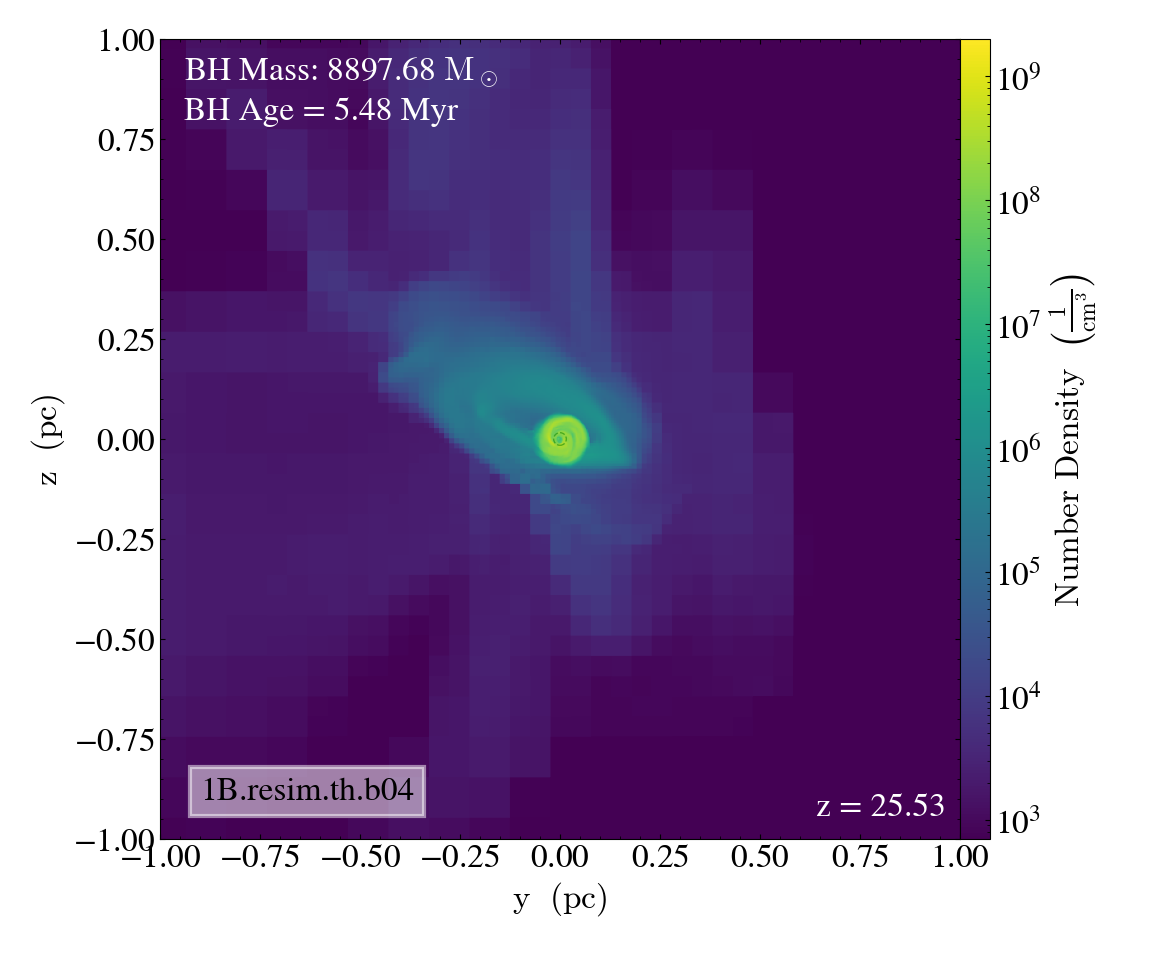 BH Mass: 8897.68 M⊙
BH Age = 5.48 Myr
1B.resim.th.b04
z = 25.53
1.00
0.75
0.50
0.25
0.00
−0.25
−0.50
−0.75
−1.00
z (pc)
−1.00 −0.75 −0.50 −0.25 0.00 0.25 0.50 0.75 1.00
y (pc)
10⁹
10⁸
10⁷
10⁶
10⁵
10⁴
10³
Number Density (1/cm³)